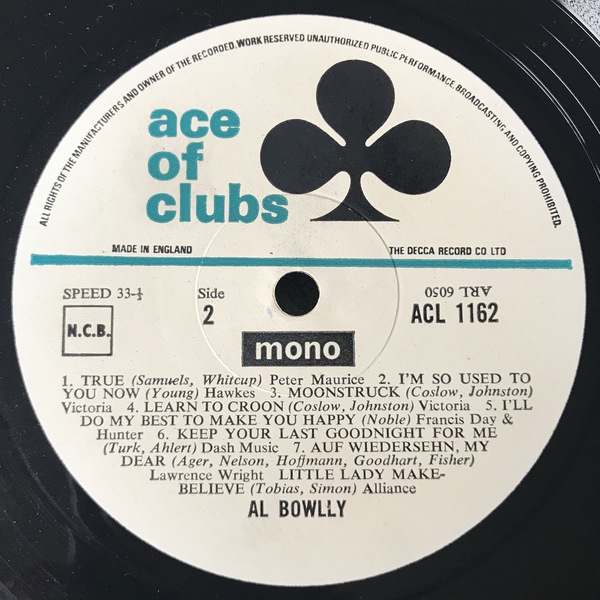 ALL RIGHTS OF THE MANUFACTURERS AND OWNER OF THE RECORDED WORK RESERVED UNAUTHORIZED PUBLIC PERFORMANCE. BROADCASTING AND COPYING PROHIBITED.
ace
of
clubs
MADE IN ENGLAND
THE DECCA RECORD CO LTD
SPEED 33-⅓
Side
2
ARL 6050
ACL 1162
N.C.B.
mono
1. TRUE (Samuels, Whitcup) Peter Maurice 2. I'M SO USED TO
YOU NOW (Young) Hawkes 3. MOONSTRUCK (Coslow, Johnston)
Victoria 4. LEARN TO CROON (Coslow, Johnston) Victoria 5. I'LL
DO MY BEST TO MAKE YOU HAPPY (Noble) Francis Day &
Hunter 6. KEEP YOUR LAST GOODNIGHT FOR ME
(Turk, Ahlert) Dash Music 7. AUF WIEDERSEHN, MY
DEAR (Ager, Nelson, Hoffmann, Goodhart, Fisher)
Lawrence Wright LITTLE LADY MAKE-
BELIEVE (Tobias, Simon) Alliance
AL BOWLLY